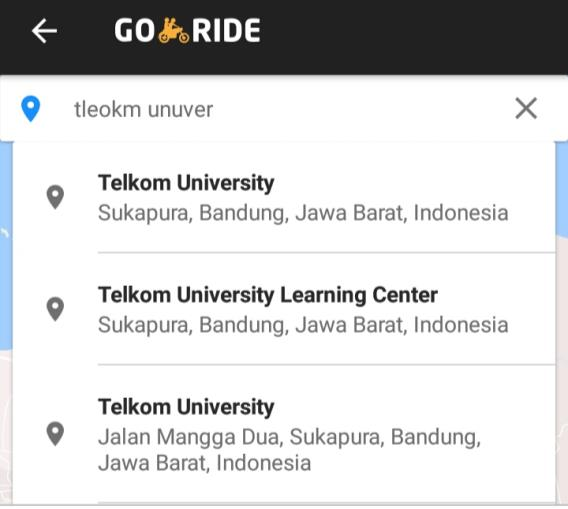 GO RIDE
tleokm unuver
Telkom University
Sukapura, Bandung, Jawa Barat, Indonesia
Telkom University Learning Center
Sukapura, Bandung, Jawa Barat, Indonesia
Telkom University
Jalan Mangga Dua, Sukapura, Bandung,
Jawa Barat, Indonesia